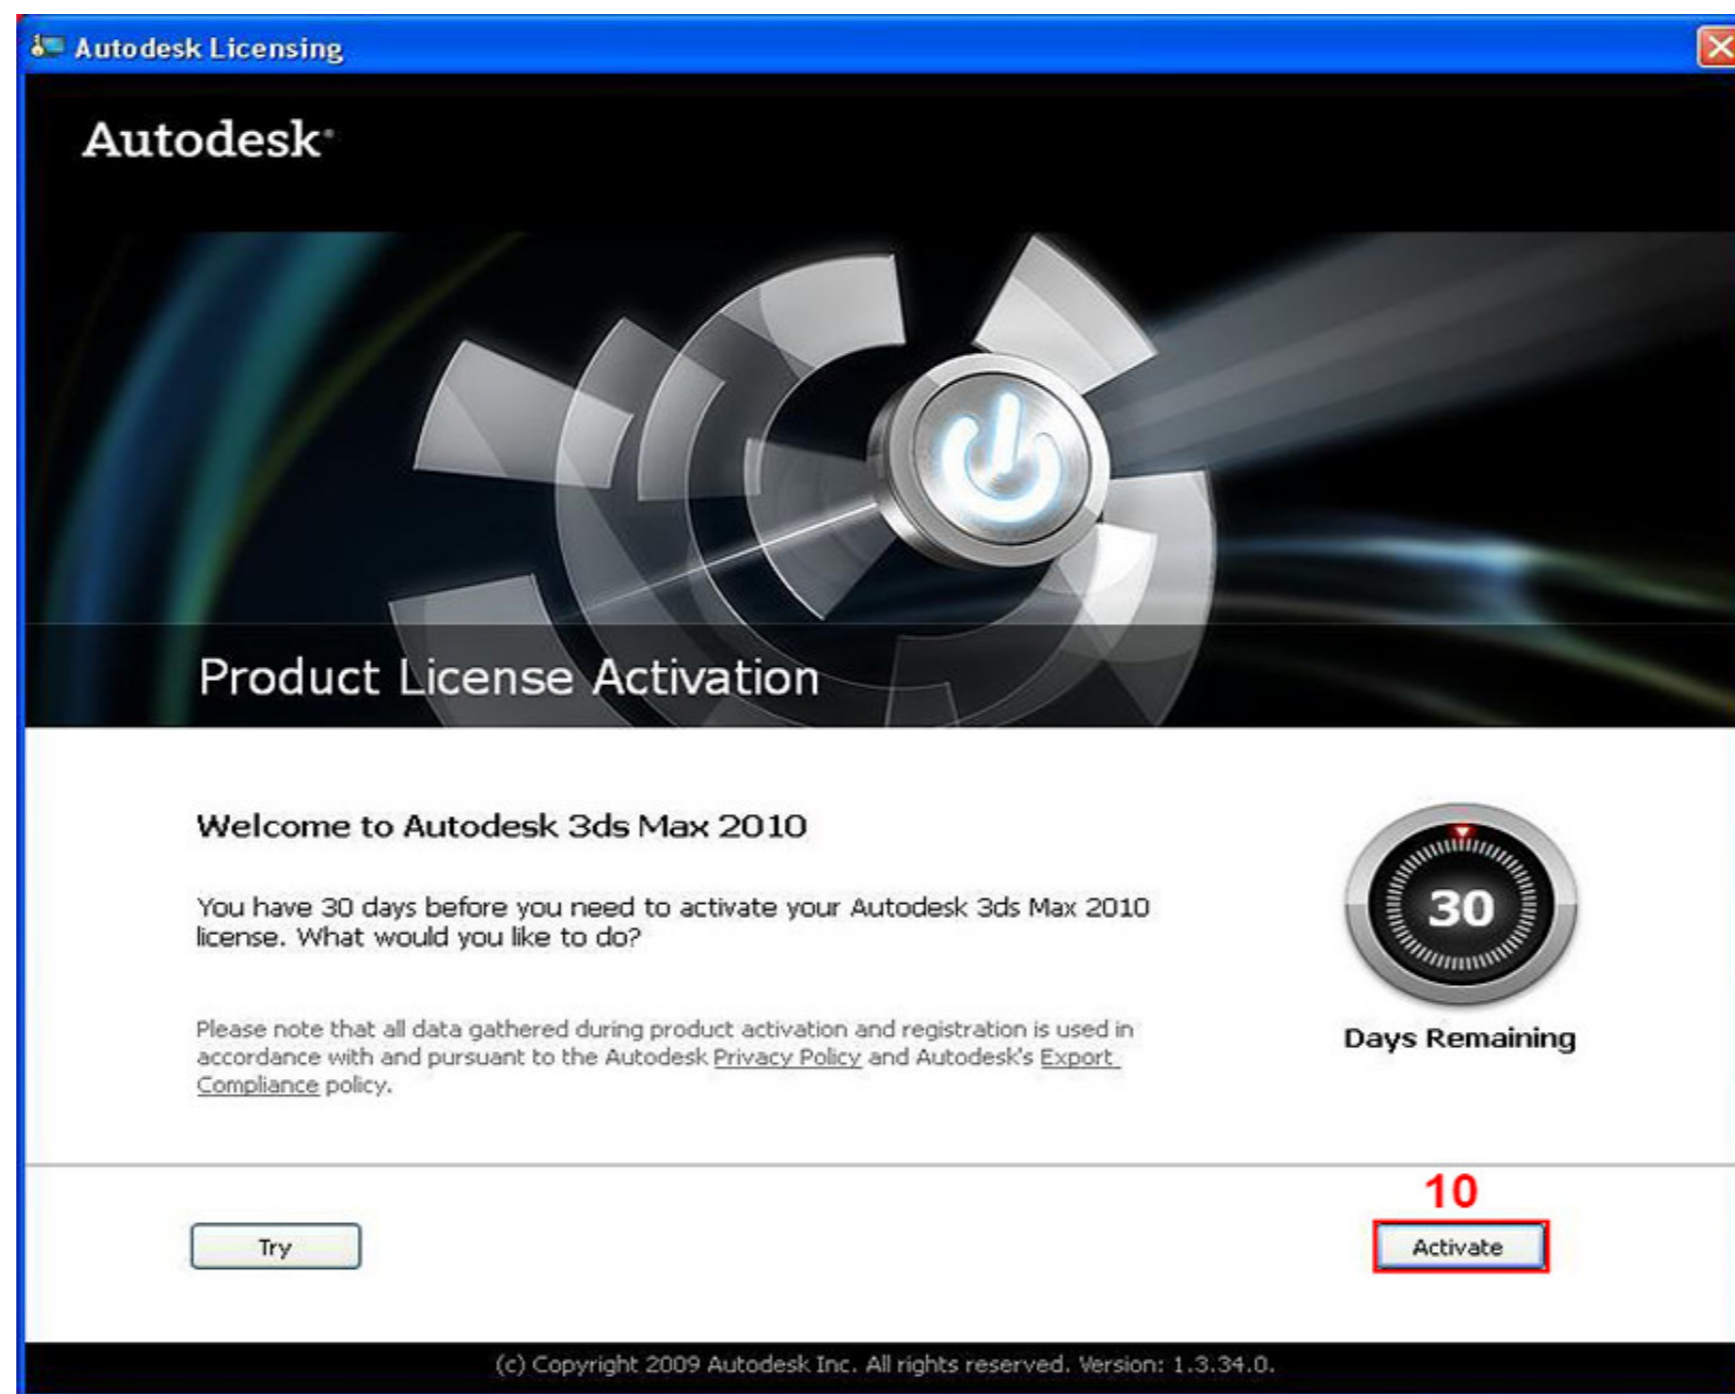 Autodesk Licensing
Autodesk®
Product License Activation
Welcome to Autodesk 3ds Max 2010
You have 30 days before you need to activate your Autodesk 3ds Max 2010
license. What would you like to do?
30
Days Remaining
Please note that all data gathered during product activation and registration is used in
accordance with and pursuant to the Autodesk Privacy Policy and Autodesk's Export
Compliance policy.
10
Try
Activate
(c) Copyright 2009 Autodesk Inc. All rights reserved. Version: 1.3.34.0.